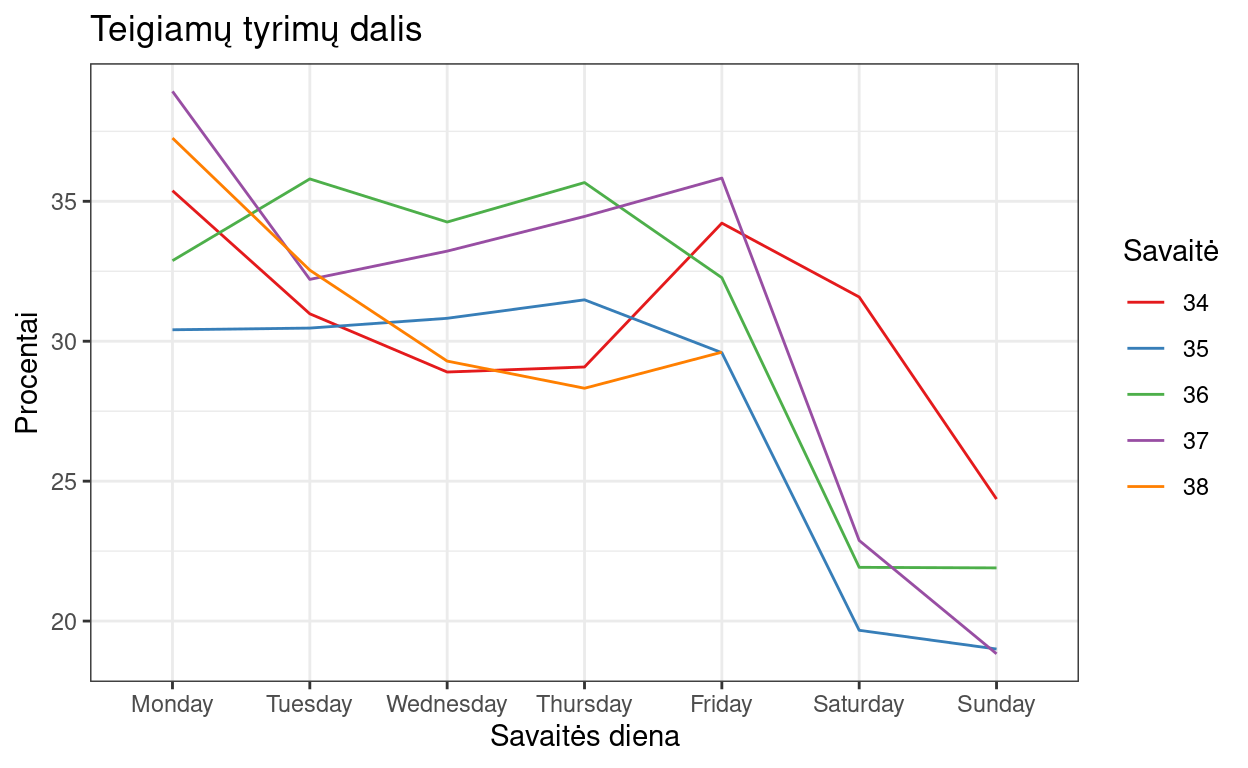 Teigiamų tyrimų dalis
Procentai
35
30
25
20
Monday
Tuesday
Wednesday
Thursday
Friday
Saturday
Sunday
Savaitės diena
Savaitė
34
35
36
37
38